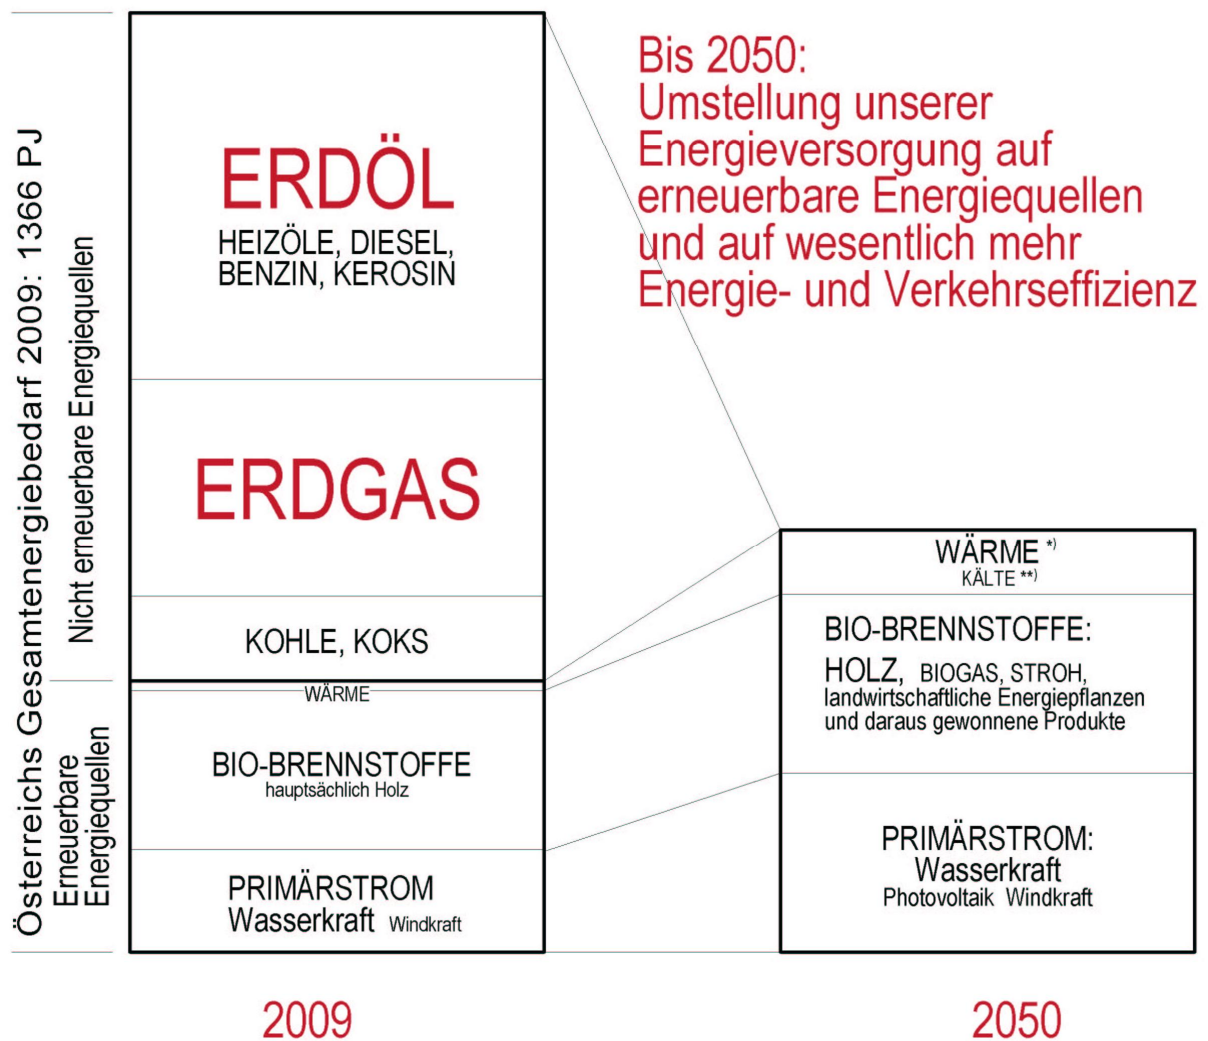 Bis 2050:
Umstellung unserer
Energieversorgung auf
erneuerbare Energiequellen
und auf wesentlich mehr
Energie- und Verkehrseffizienz
Österreichs Gesamtenergiebedarf 2009: 1366 PJ
Nicht erneuerbare Energiequellen
Erneuerbare
Energiequellen
ERDÖL
HEIZÖLE, DIESEL,
BENZIN, KEROSIN
ERDGAS
KOHLE, KOKS
WÄRME
BIO-BRENNSTOFFE
hauptsächlich Holz
PRIMÄRSTROM
Wasserkraft Windkraft
2009
WÄRME *)
KÄLTE **)
BIO-BRENNSTOFFE:
HOLZ, BIOGAS, STROH,
landwirtschaftliche Energiepflanzen
und daraus gewonnene Produkte
PRIMÄRSTROM:
Wasserkraft
Photovoltaik Windkraft
2050